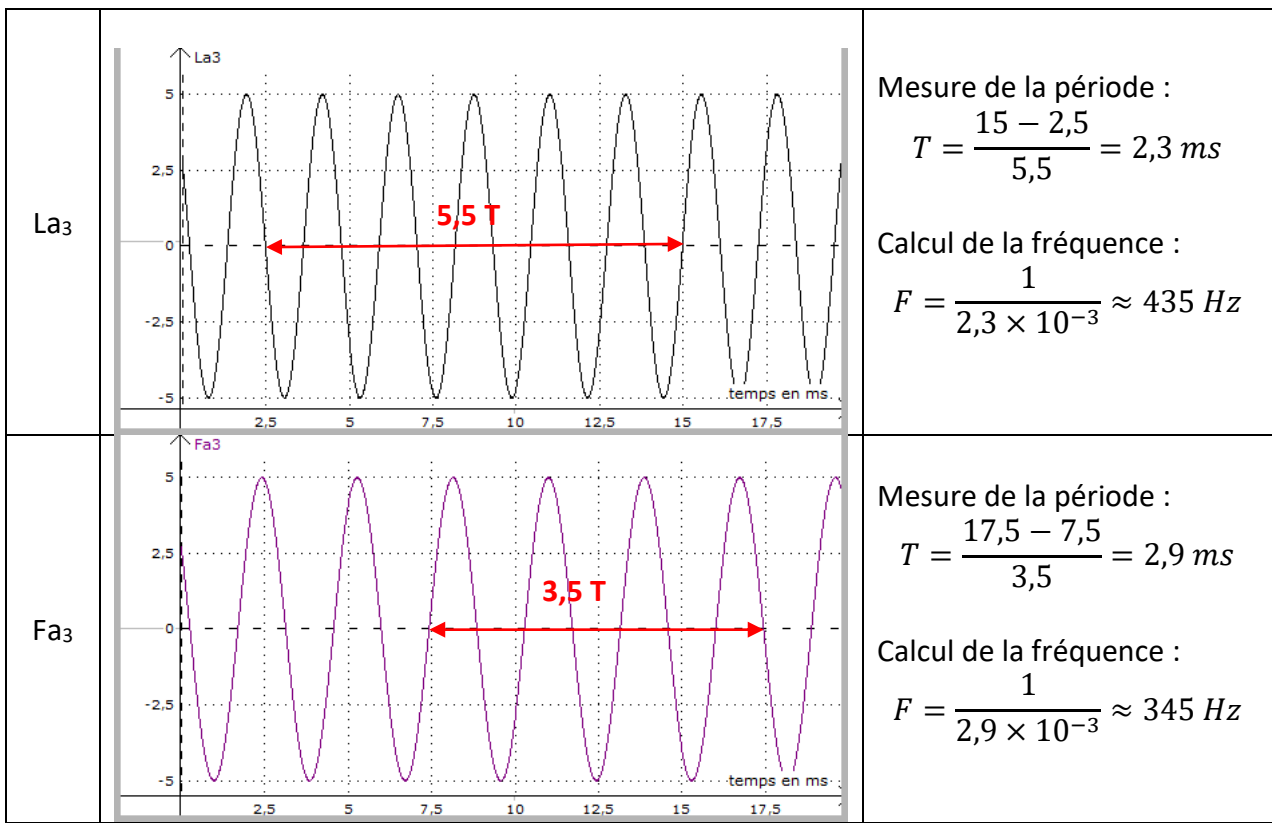 La₃
La3
5
2,5
0
-2,5
-5
5,5 T
temps en ms
2,5 5 7,5 10 12,5 15 17,5
Mesure de la période :
T = (15 − 2,5)/5,5 = 2,3 ms
Calcul de la fréquence :
F = 1/(2,3 × 10⁻³) ≈ 435 Hz
Fa₃
Fa3
5
2,5
0
-2,5
-5
3,5 T
temps en ms
2,5 5 7,5 10 12,5 15 17,5
Mesure de la période :
T = (17,5 − 7,5)/3,5 = 2,9 ms
Calcul de la fréquence :
F = 1/(2,9 × 10⁻³) ≈ 345 Hz